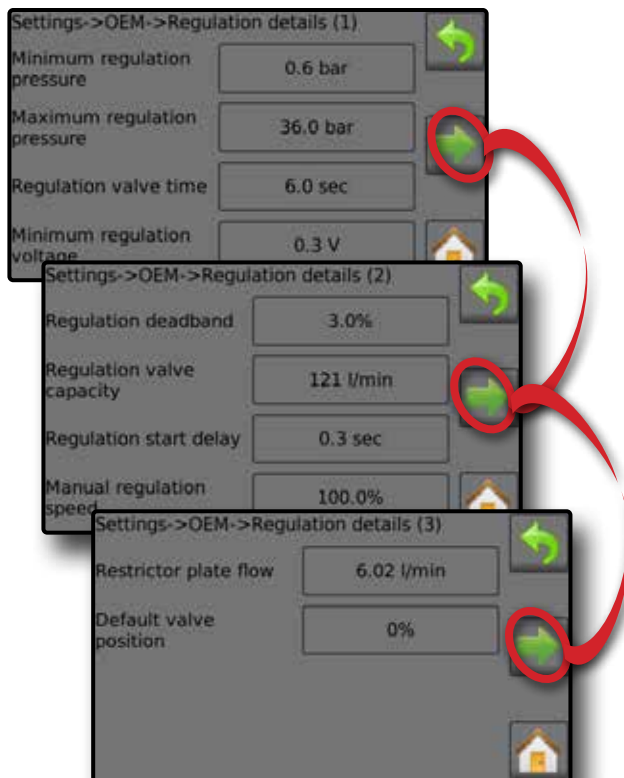 Settings->OEM->Regulation details (1)
Minimum regulation
pressure
0.6 bar
Maximum regulation
pressure
36.0 bar
Regulation valve time
6.0 sec
Minimum regulation
voltage
0.3 V
Settings->OEM->Regulation details (2)
Regulation deadband
3.0%
Regulation valve
capacity
121 l/min
Regulation start delay
0.3 sec
Manual regulation
speed
100.0%
Settings->OEM->Regulation details (3)
Restrictor plate flow
6.02 l/min
Default valve
position
0%